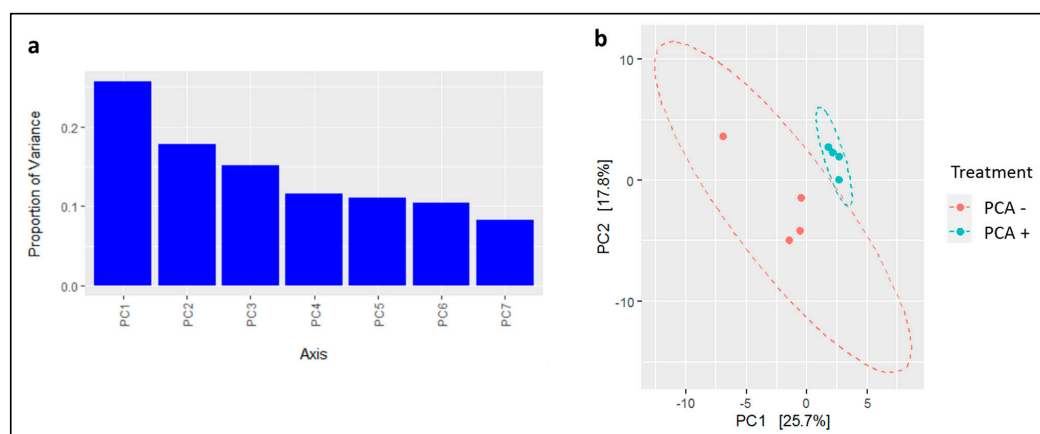 a
Proportion of Variance
0.2
0.1
0.0
PC1
PC2
PC3
PC4
PC5
PC6
PC7
Axis
b
PC2 [17.8%]
10
0
-10
-10
-5
0
5
PC1 [25.7%]
Treatment
PCA -
PCA +